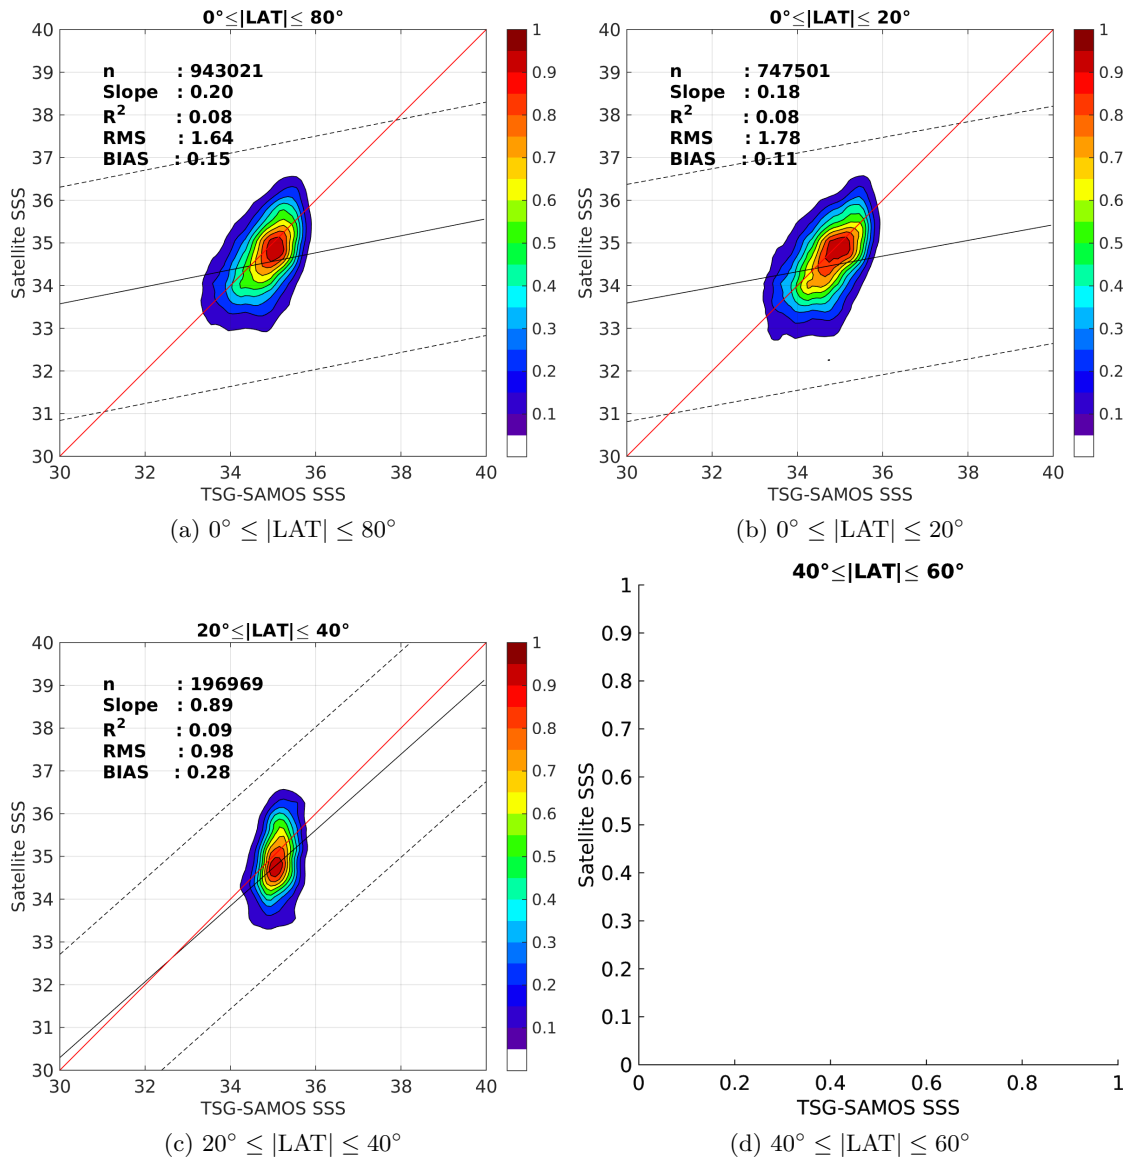 0°≤|LAT|≤ 80°
n : 943021
Slope : 0.20
R² : 0.08
RMS : 1.64
BIAS : 0.15
40
39
38
37
36
35
34
33
32
31
30
30 32 34 36 38 40
Satellite SSS
TSG-SAMOS SSS
1
0.9
0.8
0.7
0.6
0.5
0.4
0.3
0.2
0.1
(a) 0° ≤ |LAT| ≤ 80°
0°≤|LAT|≤ 20°
n : 747501
Slope : 0.18
R² : 0.08
RMS : 1.78
BIAS : 0.11
40
39
38
37
36
35
34
33
32
31
30
30 32 34 36 38 40
Satellite SSS
TSG-SAMOS SSS
1
0.9
0.8
0.7
0.6
0.5
0.4
0.3
0.2
0.1
(b) 0° ≤ |LAT| ≤ 20°
20°≤|LAT|≤ 40°
n : 196969
Slope : 0.89
R² : 0.09
RMS : 0.98
BIAS : 0.28
40
39
38
37
36
35
34
33
32
31
30
30 32 34 36 38 40
Satellite SSS
TSG-SAMOS SSS
1
0.9
0.8
0.7
0.6
0.5
0.4
0.3
0.2
0.1
(c) 20° ≤ |LAT| ≤ 40°
40°≤|LAT|≤ 60°
1
0.9
0.8
0.7
0.6
0.5
0.4
0.3
0.2
0.1
0
0 0.2 0.4 0.6 0.8 1
Satellite SSS
TSG-SAMOS SSS
(d) 40° ≤ |LAT| ≤ 60°